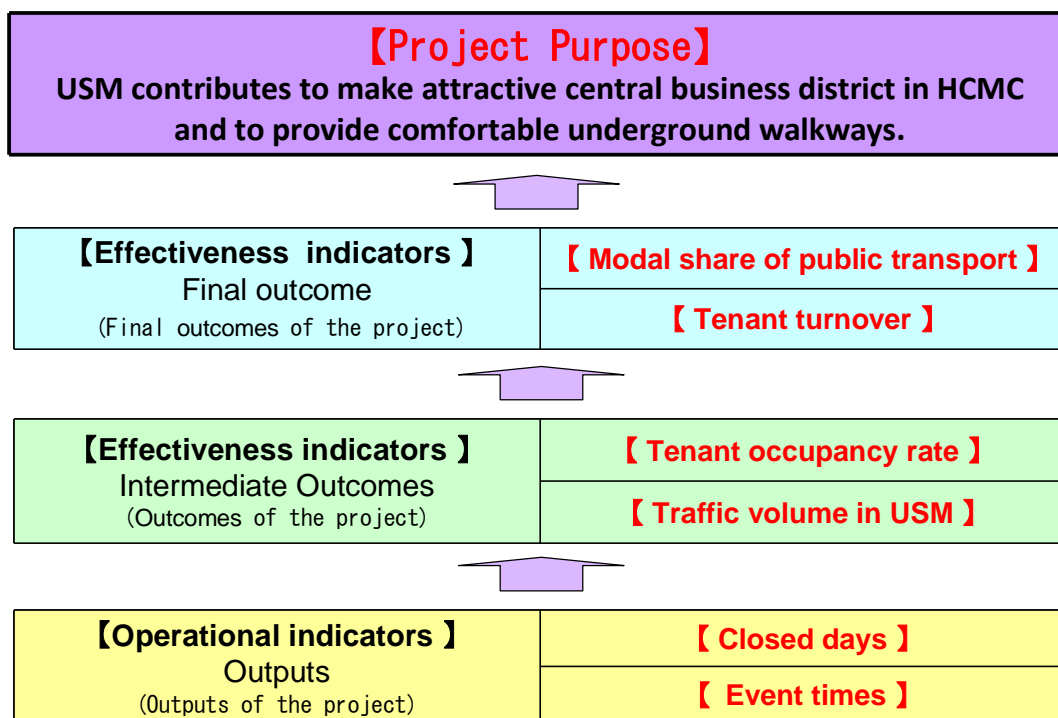 【Project Purpose】
USM contributes to make attractive central business district in HCMC
and to provide comfortable underground walkways.
【Effectiveness indicators 】
Final outcome
(Final outcomes of the project)
【 Modal share of public transport 】
【 Tenant turnover 】
【Effectiveness indicators 】
Intermediate Outcomes
(Outcomes of the project)
【 Tenant occupancy rate 】
【 Traffic volume in USM 】
【Operational indicators 】
Outputs
(Outputs of the project)
【 Closed days 】
【 Event times 】